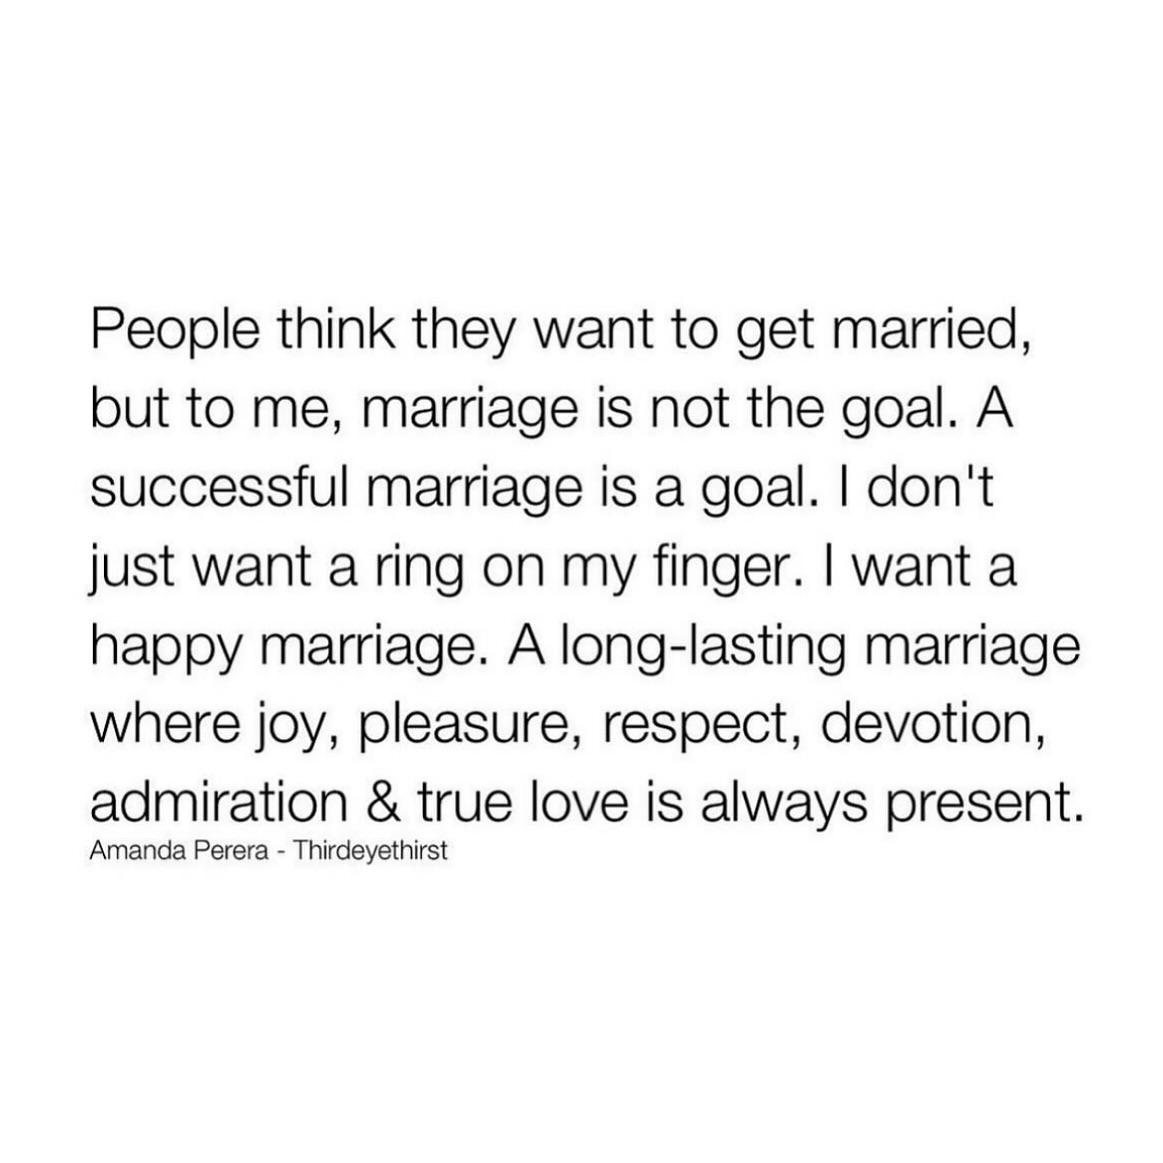 People think they want to get married,
but to me, marriage is not the goal. A
successful marriage is a goal. I don't
just want a ring on my finger. I want a
happy marriage. A long-lasting marriage
where joy, pleasure, respect, devotion,
admiration & true love is always present.
Amanda Perera - Thirdeyethirst